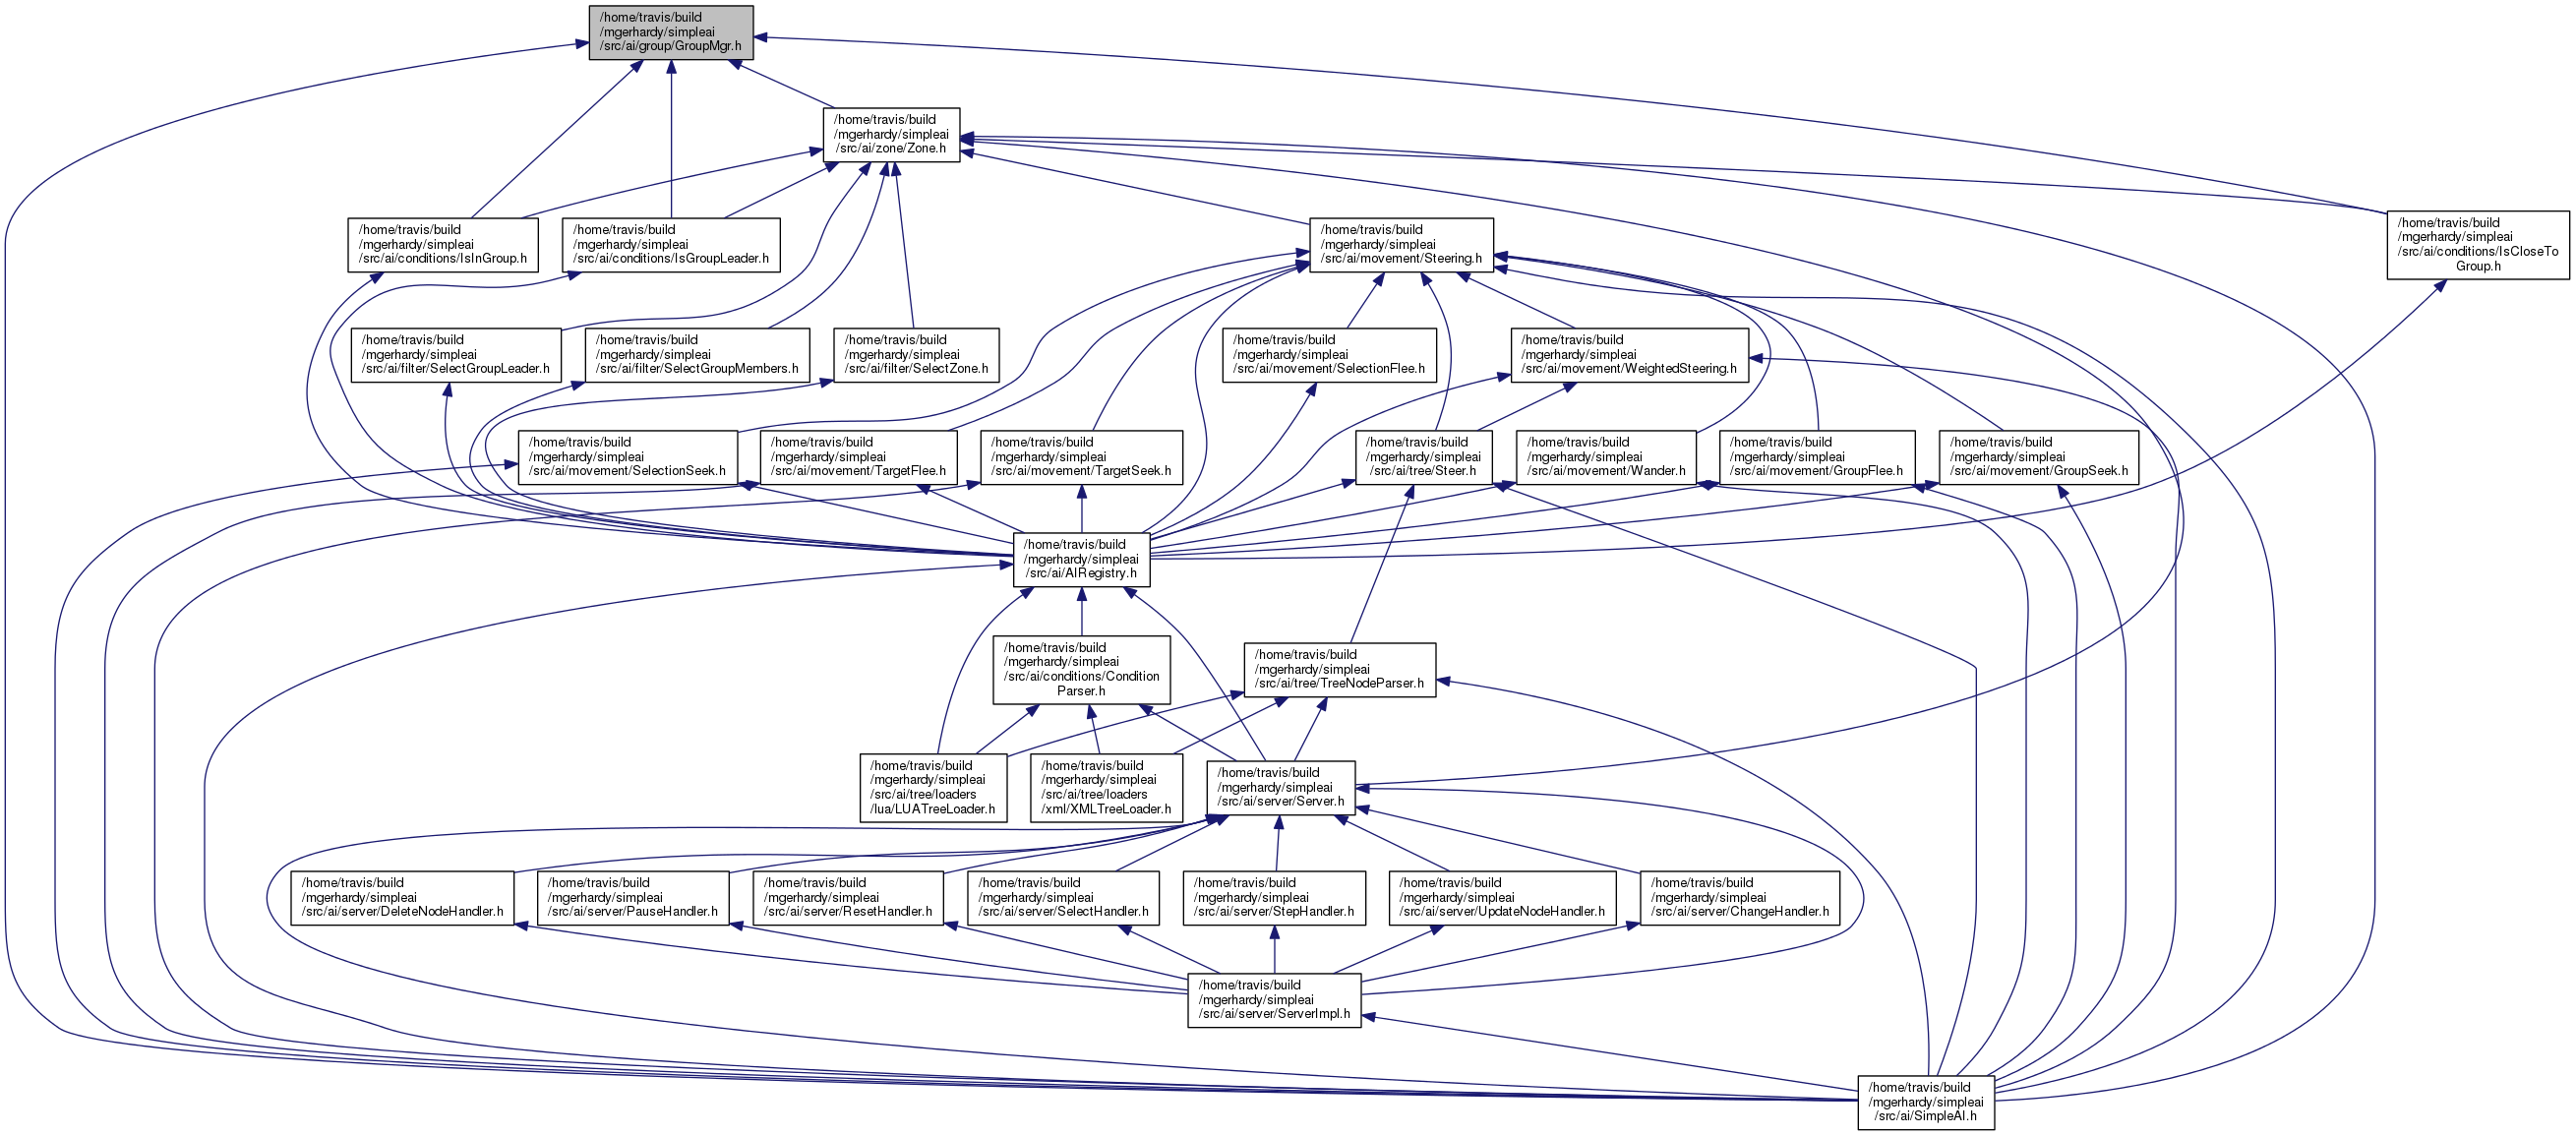 /home/travis/build
/mgerhardy/simpleai
/src/ai/group/GroupMgr.h
/home/travis/build
/mgerhardy/simpleai
/src/ai/zone/Zone.h
/home/travis/build
/mgerhardy/simpleai
/src/ai/conditions/IsInGroup.h
/home/travis/build
/mgerhardy/simpleai
/src/ai/conditions/IsGroupLeader.h
/home/travis/build
/mgerhardy/simpleai
/src/ai/movement/Steering.h
/home/travis/build
/mgerhardy/simpleai
/src/ai/conditions/IsCloseTo
Group.h
/home/travis/build
/mgerhardy/simpleai
/src/ai/filter/SelectGroupLeader.h
/home/travis/build
/mgerhardy/simpleai
/src/ai/filter/SelectGroupMembers.h
/home/travis/build
/mgerhardy/simpleai
/src/ai/filter/SelectZone.h
/home/travis/build
/mgerhardy/simpleai
/src/ai/movement/SelectionFlee.h
/home/travis/build
/mgerhardy/simpleai
/src/ai/movement/WeightedSteering.h
/home/travis/build
/mgerhardy/simpleai
/src/ai/movement/SelectionSeek.h
/home/travis/build
/mgerhardy/simpleai
/src/ai/movement/TargetFlee.h
/home/travis/build
/mgerhardy/simpleai
/src/ai/movement/TargetSeek.h
/home/travis/build
/mgerhardy/simpleai
/src/ai/tree/Steer.h
/home/travis/build
/mgerhardy/simpleai
/src/ai/movement/Wander.h
/home/travis/build
/mgerhardy/simpleai
/src/ai/movement/GroupFlee.h
/home/travis/build
/mgerhardy/simpleai
/src/ai/movement/GroupSeek.h
/home/travis/build
/mgerhardy/simpleai
/src/ai/AIRegistry.h
/home/travis/build
/mgerhardy/simpleai
/src/ai/conditions/Condition
Parser.h
/home/travis/build
/mgerhardy/simpleai
/src/ai/tree/TreeNodeParser.h
/home/travis/build
/mgerhardy/simpleai
/src/ai/tree/loaders
/lua/LUATreeLoader.h
/home/travis/build
/mgerhardy/simpleai
/src/ai/tree/loaders
/xml/XMLTreeLoader.h
/home/travis/build
/mgerhardy/simpleai
/src/ai/server/Server.h
/home/travis/build
/mgerhardy/simpleai
/src/ai/server/DeleteNodeHandler.h
/home/travis/build
/mgerhardy/simpleai
/src/ai/server/PauseHandler.h
/home/travis/build
/mgerhardy/simpleai
/src/ai/server/ResetHandler.h
/home/travis/build
/mgerhardy/simpleai
/src/ai/server/SelectHandler.h
/home/travis/build
/mgerhardy/simpleai
/src/ai/server/StepHandler.h
/home/travis/build
/mgerhardy/simpleai
/src/ai/server/UpdateNodeHandler.h
/home/travis/build
/mgerhardy/simpleai
/src/ai/server/ChangeHandler.h
/home/travis/build
/mgerhardy/simpleai
/src/ai/server/ServerImpl.h
/home/travis/build
/mgerhardy/simpleai
/src/ai/SimpleAI.h